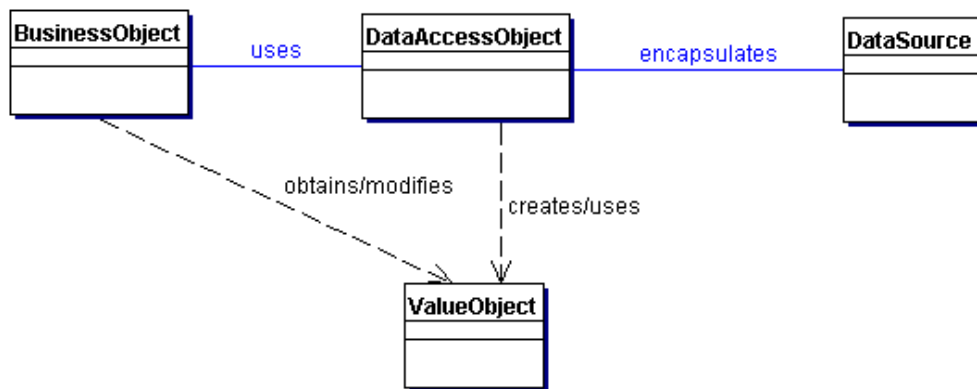 BusinessObject
uses
DataAccessObject
encapsulates
DataSource
obtains/modifies
creates/uses
ValueObject